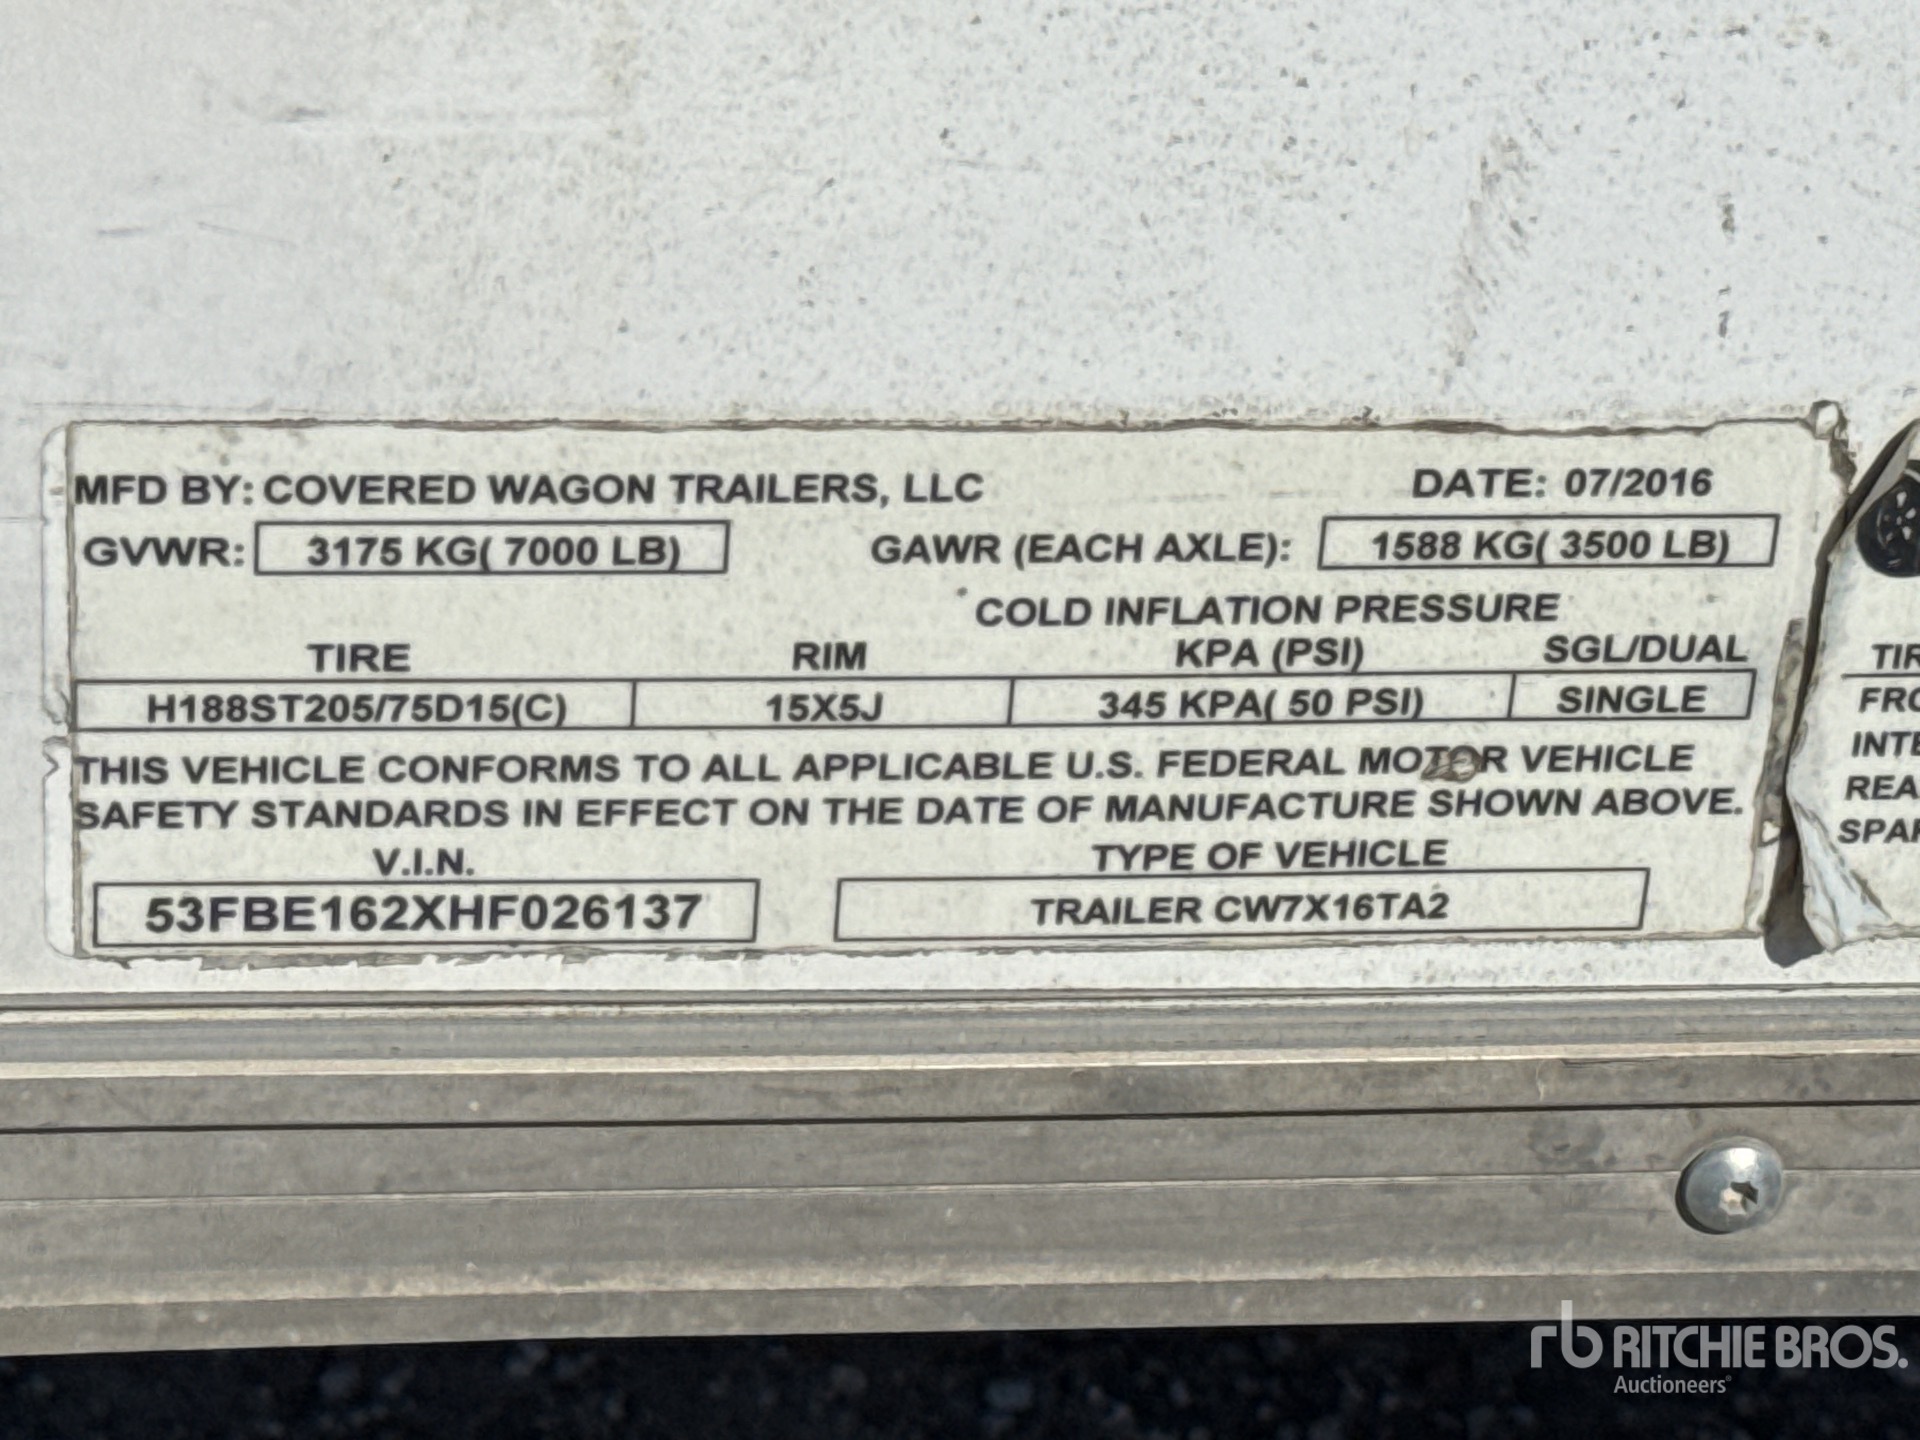 MFD BY: COVERED WAGON TRAILERS, LLC DATE: 07/2016
GVWR: 3175 KG( 7000 LB) GAWR (EACH AXLE): 1588 KG( 3500 LB)
COLD INFLATION PRESSURE
TIRE RIM KPA (PSI) SGL/DUAL
H188ST205/75D15(C) 15X5J 345 KPA( 50 PSI) SINGLE
THIS VEHICLE CONFORMS TO ALL APPLICABLE U.S. FEDERAL MOTOR VEHICLE
SAFETY STANDARDS IN EFFECT ON THE DATE OF MANUFACTURE SHOWN ABOVE.
V.I.N. TYPE OF VEHICLE
53FBE162XHF026137 TRAILER CW7X16TA2
rb RITCHIE BROS.
Auctioneers